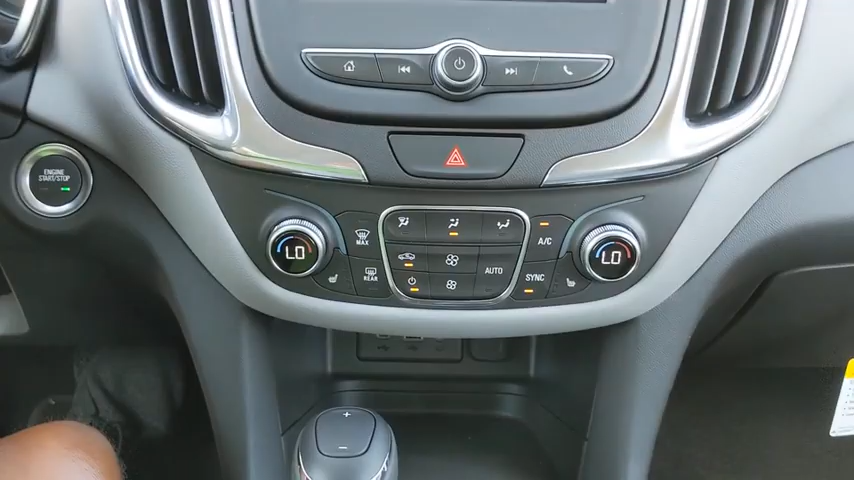 ENGINE
START/STOP
MAX
A/C
LO
LO
REAR
AUTO
SYNC
+
-